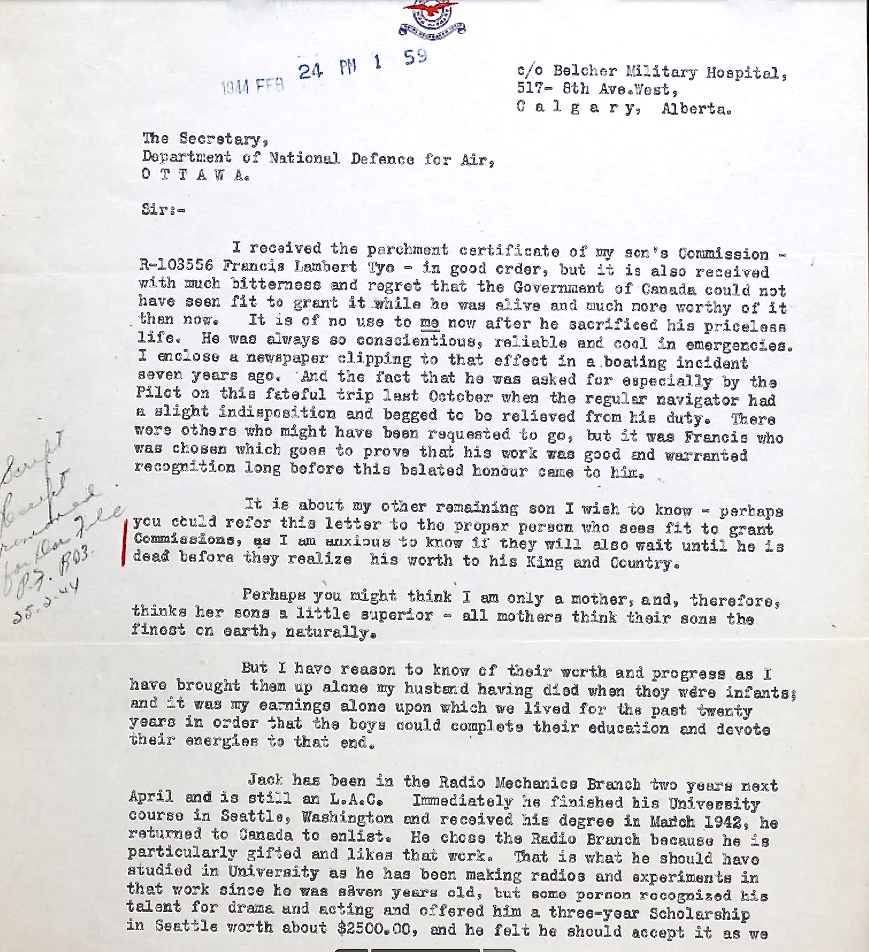 1944 FEB 24 PM 1 59
c/o Belcher Military Hospital,
517- 8th Ave.West,
C a l g a r y, Alberta.
The Secretary,
Department of National Defence for Air,
O T T A W A.
Sir:-
I received the parchment certificate of my son's Commission -
R-103556 Francis Lambert Tyo - in good order, but it is also received
with much bitterness and regret that the Government of Canada could not
have seen fit to grant it while he was alive and much more worthy of it
than now. It is of no use to me now after he sacrificed his priceless
life. He was always so conscientious, reliable and cool in emergencies.
I enclose a newspaper clipping to that effect in a boating incident
seven years ago. And the fact that he was asked for especially by the
Pilot on this fateful trip last October when the regular navigator had
a slight indisposition and begged to be relieved from his duty. There
were others who might have been requested to go, but it was Francis who
was chosen which goes to prove that his work was good and warranted
recognition long before this belated honour came to him.
It is about my other remaining son I wish to know - perhaps
you could refer this letter to the proper person who sees fit to grant
Commissions, as I am anxious to know if they will also wait until he is
dead before they realize his worth to his King and Country.
Script
Receipt
removed
for Don File
P.F. R03.
25-2-44
Perhaps you might think I am only a mother, and, therefore,
thinks her sons a little superior - all mothers think their sons the
finest on earth, naturally.
But I have reason to know of their worth and progress as I
have brought them up alone my husband having died when they were infants;
and it was my earnings alone upon which we lived for the past twenty
years in order that the boys could complete their education and devote
their energies to that end.
Jack has been in the Radio Mechanics Branch two years next
April and is still an L.A.C. Immediately he finished his University
course in Seattle, Washington and received his degree in March 1942, he
returned to Canada to enlist. He chose the Radio Branch because he is
particularly gifted and likes that work. That is what he should have
studied in University as he has been making radios and experiments in
that work since he was seven years old, but some person recognized his
talent for drama and acting and offered him a three-year Scholarship
in Seattle worth about $2500.00, and he felt he should accept it as we